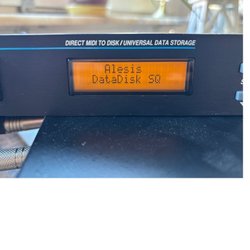 DIRECT MIDI TO DISK/UNIVERSAL DATA STORAGE
Alesis
DataDisk SQ